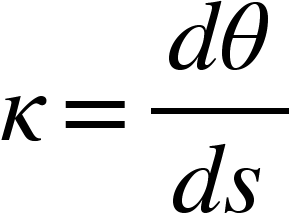 κ = dθ/ds